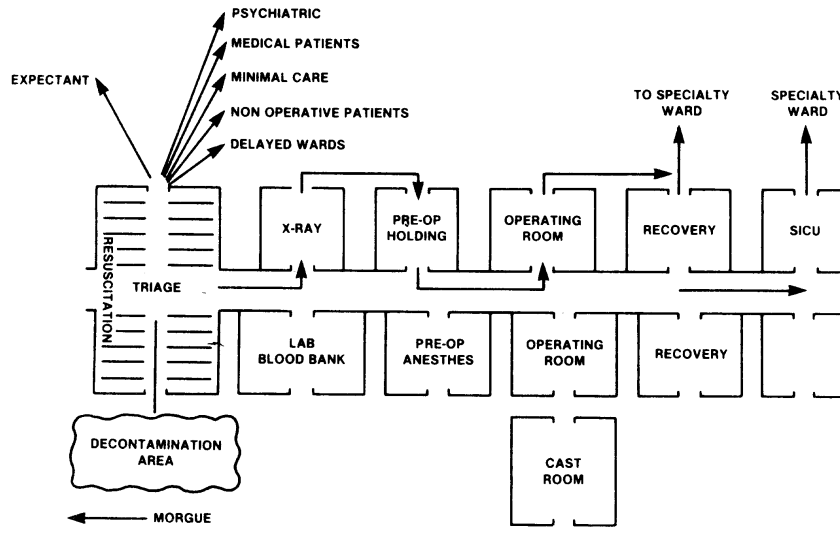 PSYCHIATRIC
MEDICAL PATIENTS
EXPECTANT
MINIMAL CARE
NON OPERATIVE PATIENTS
DELAYED WARDS
TO SPECIALTY
WARD
SPECIALTY
WARD
X-RAY
PRE-OP
HOLDING
OPERATING
ROOM
RECOVERY
SICU
RESUSCITATION
TRIAGE
LAB
BLOOD BANK
PRE-OP
ANESTHES
OPERATING
ROOM
RECOVERY
DECONTAMINATION
AREA
CAST
ROOM
MORGUE